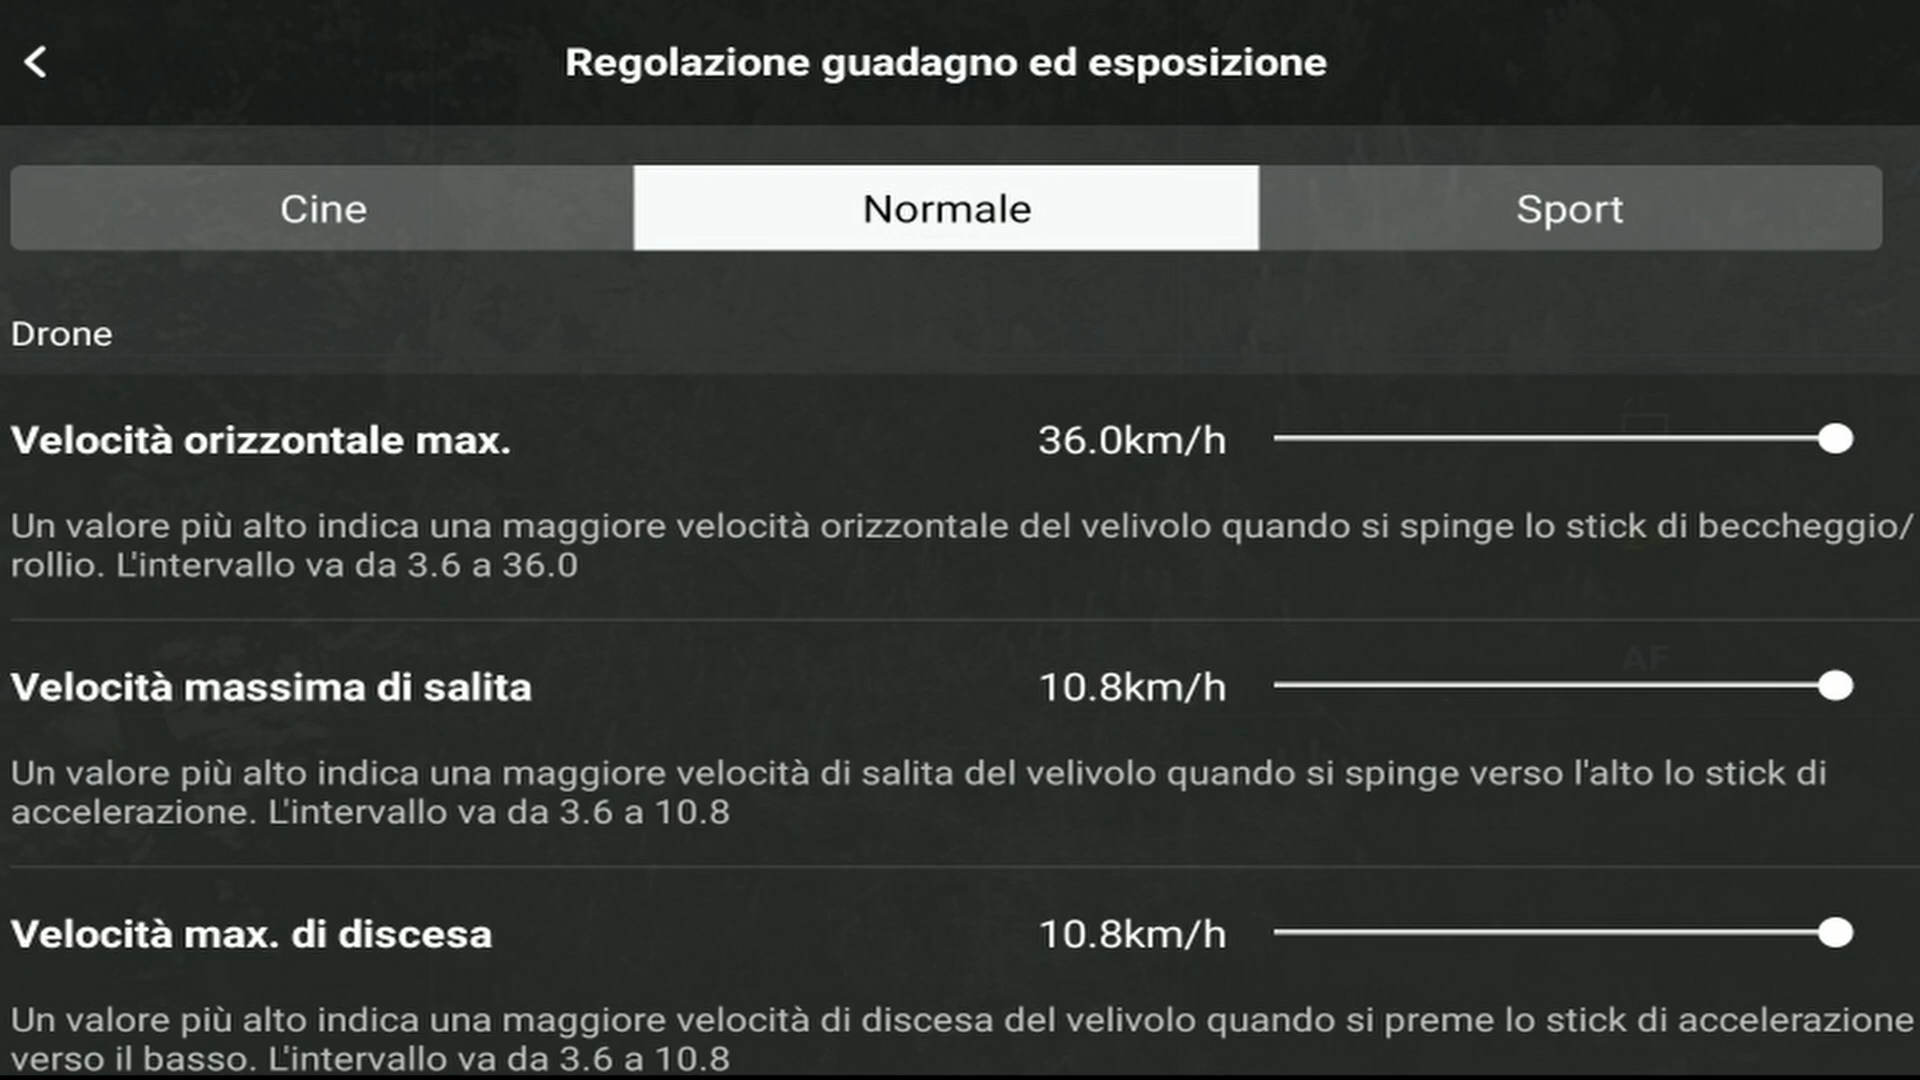 Regolazione guadagno ed esposizione
Cine
Normale
Sport
Drone
Velocità orizzontale max.
36.0km/h
Un valore più alto indica una maggiore velocità orizzontale del velivolo quando si spinge lo stick di beccheggio/
rollio. L'intervallo va da 3.6 a 36.0
AF
Velocità massima di salita
10.8km/h
Un valore più alto indica una maggiore velocità di salita del velivolo quando si spinge verso l'alto lo stick di
accelerazione. L'intervallo va da 3.6 a 10.8
Velocità max. di discesa
10.8km/h
Un valore più alto indica una maggiore velocità di discesa del velivolo quando si preme lo stick di accelerazione
verso il basso. L'intervallo va da 3.6 a 10.8